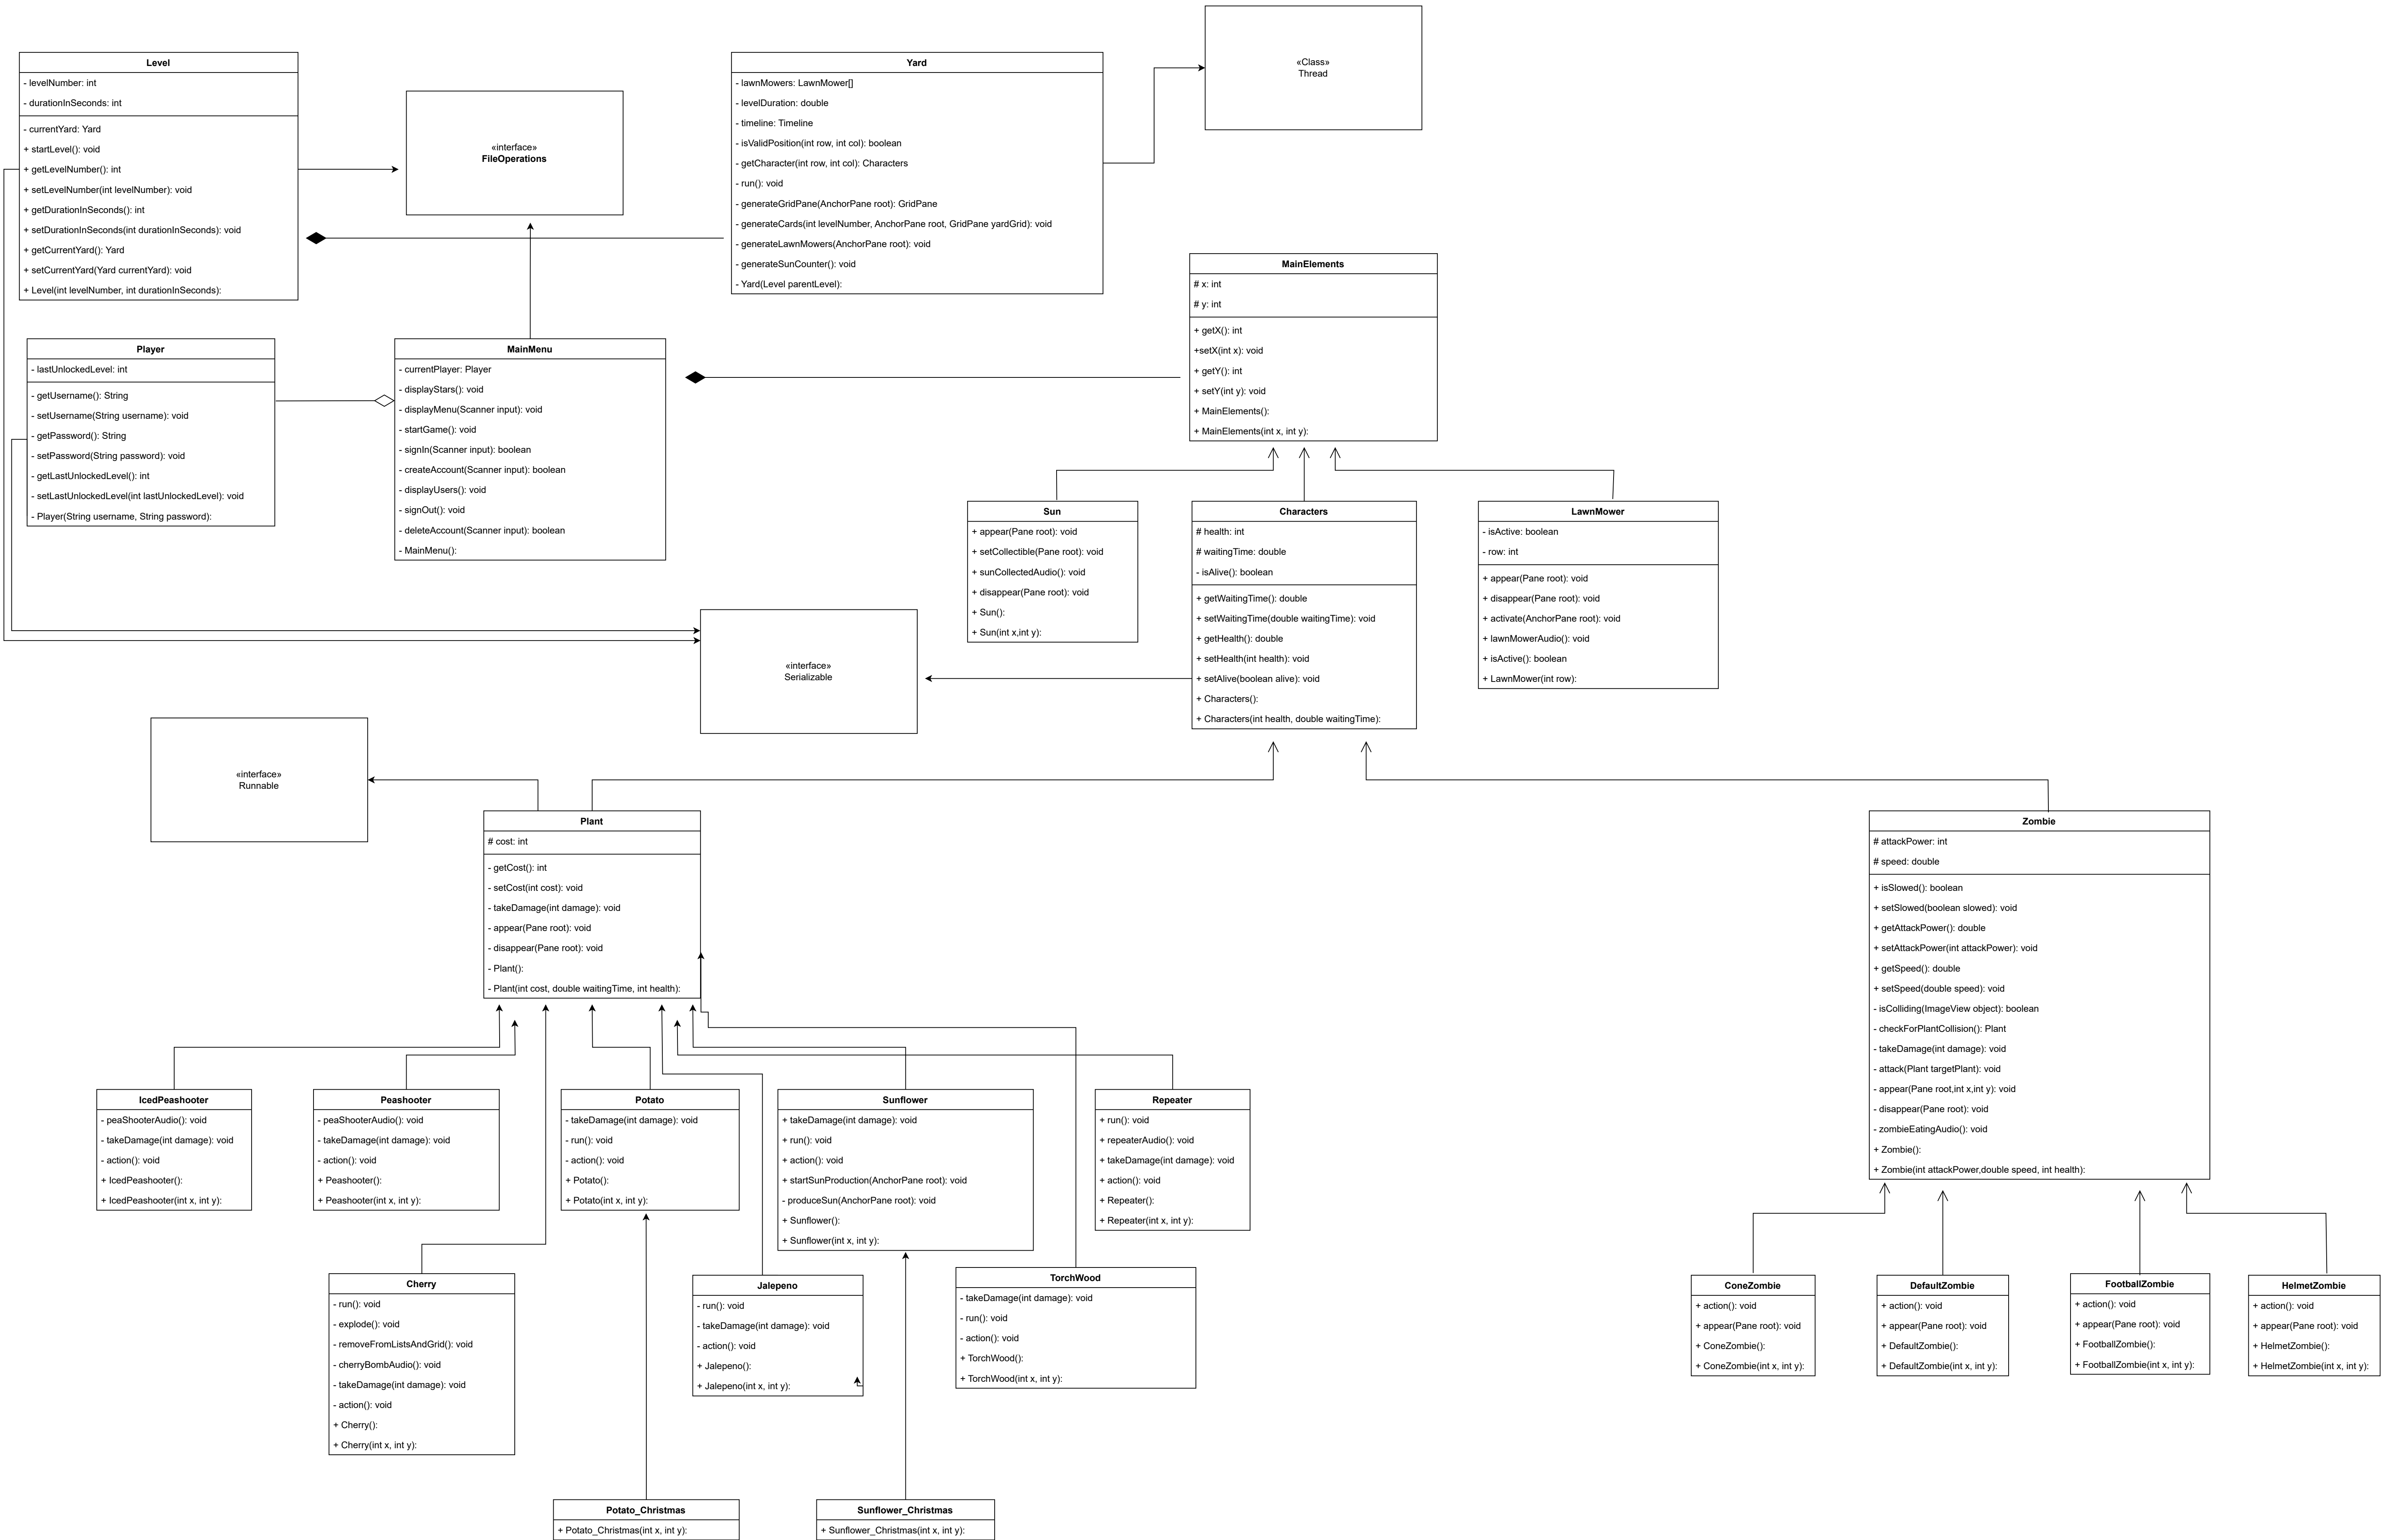 «Class»
Thread
Level
- levelNumber: int
- durationInSeconds: int
- currentYard: Yard
+ startLevel(): void
+ getLevelNumber(): int
+ setLevelNumber(int levelNumber): void
+ getDurationInSeconds(): int
+ setDurationInSeconds(int durationInSeconds): void
+ getCurrentYard(): Yard
+ setCurrentYard(Yard currentYard): void
+ Level(int levelNumber, int durationInSeconds):
«interface»
FileOperations
Yard
- lawnMowers: LawnMower[]
- levelDuration: double
- timeline: Timeline
- isValidPosition(int row, int col): boolean
- getCharacter(int row, int col): Characters
- run(): void
- generateGridPane(AnchorPane root): GridPane
- generateCards(int levelNumber, AnchorPane root, GridPane yardGrid): void
- generateLawnMowers(AnchorPane root): void
- generateSunCounter(): void
- Yard(Level parentLevel):
MainElements
# x: int
# y: int
+ getX(): int
+setX(int x): void
+ getY(): int
+ setY(int y): void
+ MainElements():
+ MainElements(int x, int y):
Player
- lastUnlockedLevel: int
- getUsername(): String
- setUsername(String username): void
- getPassword(): String
- setPassword(String password): void
- getLastUnlockedLevel(): int
- setLastUnlockedLevel(int lastUnlockedLevel): void
- Player(String username, String password):
MainMenu
- currentPlayer: Player
- displayStars(): void
- displayMenu(Scanner input): void
- startGame(): void
- signIn(Scanner input): boolean
- createAccount(Scanner input): boolean
- displayUsers(): void
- signOut(): void
- deleteAccount(Scanner input): boolean
- MainMenu():
Sun
+ appear(Pane root): void
+ setCollectible(Pane root): void
+ sunCollectedAudio(): void
+ disappear(Pane root): void
+ Sun():
+ Sun(int x,int y):
Characters
# health: int
# waitingTime: double
- isAlive(): boolean
+ getWaitingTime(): double
+ setWaitingTime(double waitingTime): void
+ getHealth(): double
+ setHealth(int health): void
+ setAlive(boolean alive): void
+ Characters():
+ Characters(int health, double waitingTime):
LawnMower
- isActive: boolean
- row: int
+ appear(Pane root): void
+ disappear(Pane root): void
+ activate(AnchorPane root): void
+ lawnMowerAudio(): void
+ isActive(): boolean
+ LawnMower(int row):
«interface»
Serializable
«interface»
Runnable
Plant
# cost: int
- getCost(): int
- setCost(int cost): void
- takeDamage(int damage): void
- appear(Pane root): void
- disappear(Pane root): void
- Plant():
- Plant(int cost, double waitingTime, int health):
Zombie
# attackPower: int
# speed: double
+ isSlowed(): boolean
+ setSlowed(boolean slowed): void
+ getAttackPower(): double
+ setAttackPower(int attackPower): void
+ getSpeed(): double
+ setSpeed(double speed): void
- isColliding(ImageView object): boolean
- checkForPlantCollision(): Plant
- takeDamage(int damage): void
- attack(Plant targetPlant): void
- appear(Pane root,int x,int y): void
- disappear(Pane root): void
- zombieEatingAudio(): void
+ Zombie():
+ Zombie(int attackPower,double speed, int health):
IcedPeashooter
- peaShooterAudio(): void
- takeDamage(int damage): void
- action(): void
+ IcedPeashooter():
+ IcedPeashooter(int x, int y):
Peashooter
- peaShooterAudio(): void
- takeDamage(int damage): void
- action(): void
+ Peashooter():
+ Peashooter(int x, int y):
Potato
- takeDamage(int damage): void
- run(): void
- action(): void
+ Potato():
+ Potato(int x, int y):
Sunflower
+ takeDamage(int damage): void
+ run(): void
+ action(): void
+ startSunProduction(AnchorPane root): void
- produceSun(AnchorPane root): void
+ Sunflower():
+ Sunflower(int x, int y):
Repeater
+ run(): void
+ repeaterAudio(): void
+ takeDamage(int damage): void
+ action(): void
+ Repeater():
+ Repeater(int x, int y):
Cherry
- run(): void
- explode(): void
- removeFromListsAndGrid(): void
- cherryBombAudio(): void
- takeDamage(int damage): void
- action(): void
+ Cherry():
+ Cherry(int x, int y):
Jalepeno
- run(): void
- takeDamage(int damage): void
- action(): void
+ Jalepeno():
+ Jalepeno(int x, int y):
TorchWood
- takeDamage(int damage): void
- run(): void
- action(): void
+ TorchWood():
+ TorchWood(int x, int y):
ConeZombie
+ action(): void
+ appear(Pane root): void
+ ConeZombie():
+ ConeZombie(int x, int y):
DefaultZombie
+ action(): void
+ appear(Pane root): void
+ DefaultZombie():
+ DefaultZombie(int x, int y):
FootballZombie
+ action(): void
+ appear(Pane root): void
+ FootballZombie():
+ FootballZombie(int x, int y):
HelmetZombie
+ action(): void
+ appear(Pane root): void
+ HelmetZombie():
+ HelmetZombie(int x, int y):
Potato_Christmas
+ Potato_Christmas(int x, int y):
Sunflower_Christmas
+ Sunflower_Christmas(int x, int y):